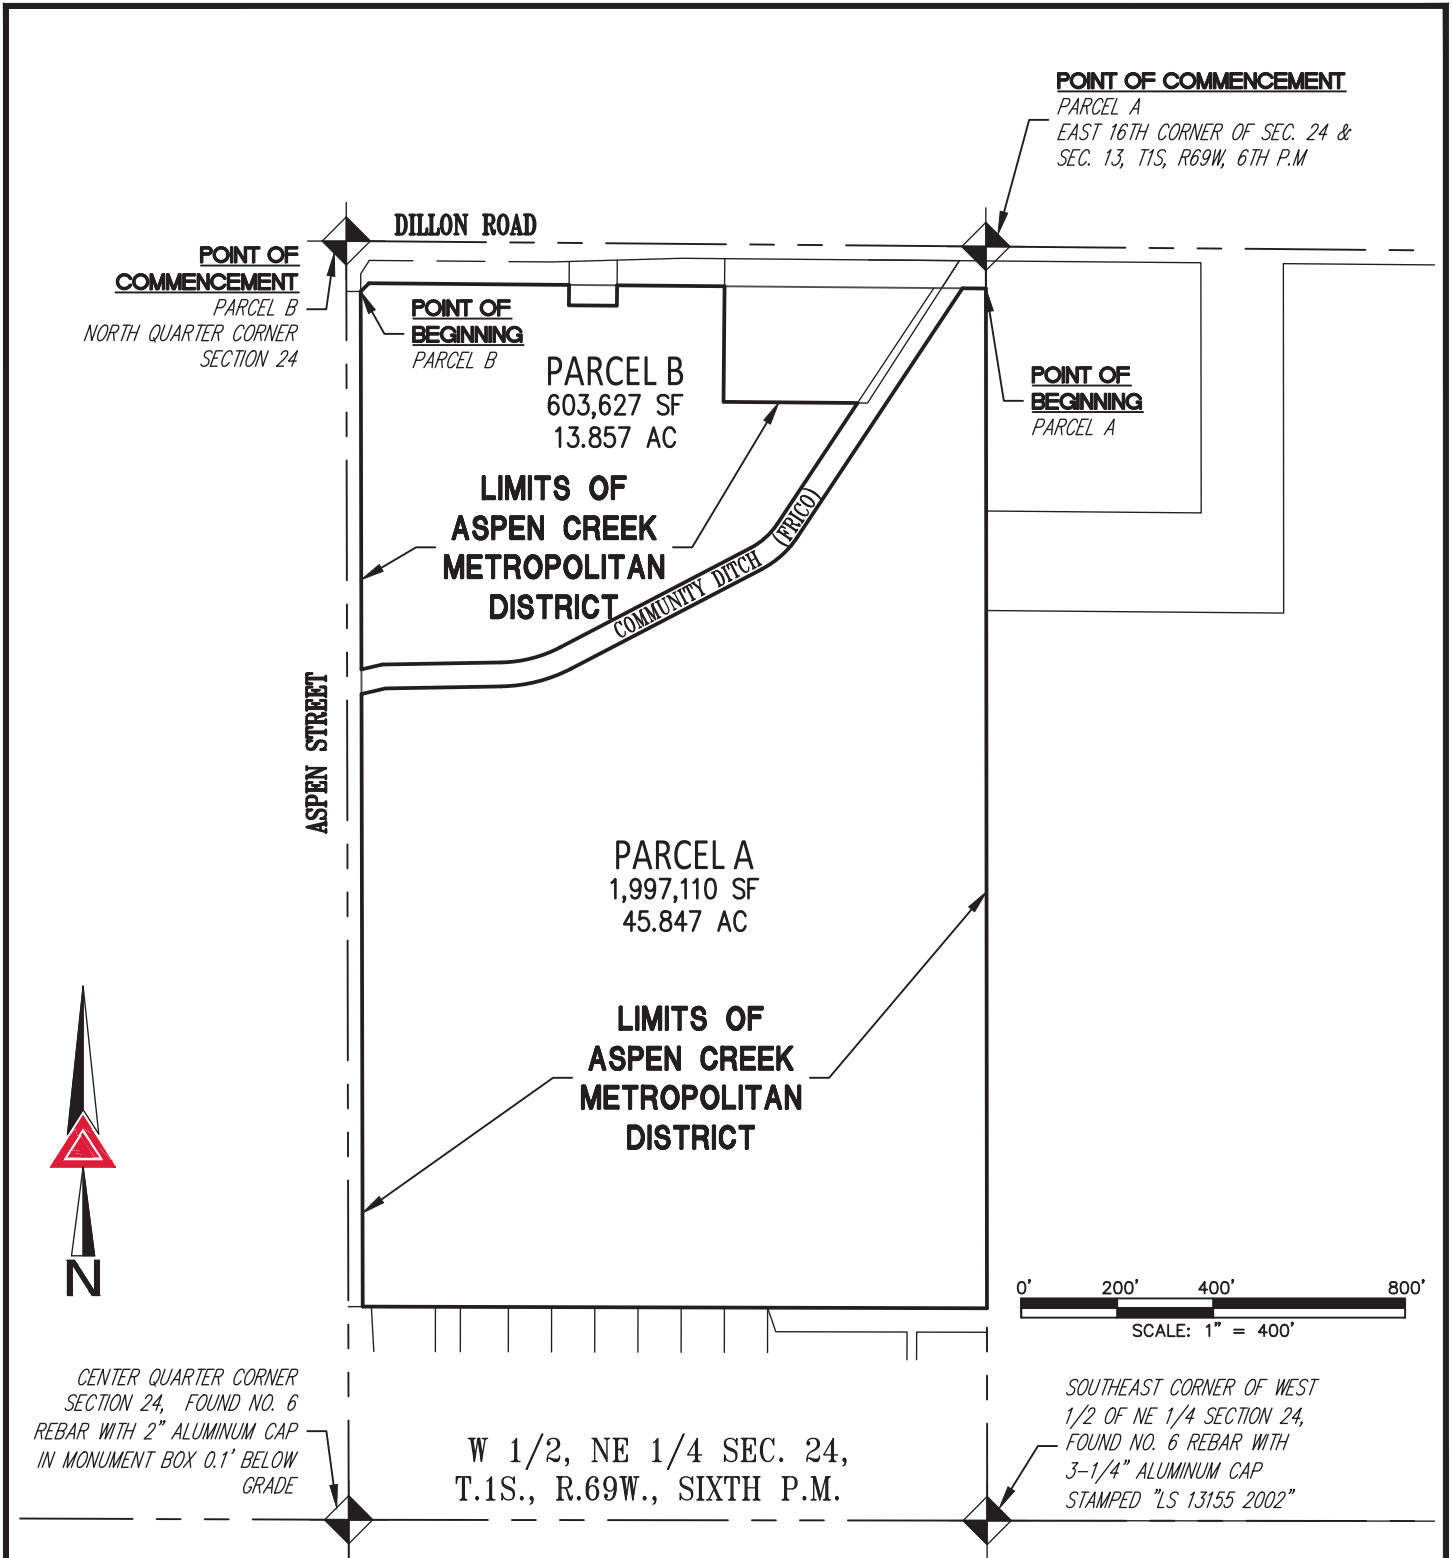 POINT OF COMMENCEMENT
PARCEL A
EAST 16TH CORNER OF SEC. 24 &
SEC. 13, T1S, R69W, 6TH P.M
DILLON ROAD
POINT OF
COMMENCEMENT
PARCEL B
NORTH QUARTER CORNER
SECTION 24
POINT OF
BEGINNING
PARCEL B
PARCEL B
603,627 SF
13.857 AC
POINT OF
BEGINNING
PARCEL A
LIMITS OF
ASPEN CREEK
METROPOLITAN
DISTRICT
COMMUNITY DITCH (FRICO)
ASPEN STREET
PARCEL A
1,997,110 SF
45.847 AC
LIMITS OF
ASPEN CREEK
METROPOLITAN
DISTRICT
N
0' 200' 400' 800'
SCALE: 1" = 400'
CENTER QUARTER CORNER
SECTION 24, FOUND NO. 6
REBAR WITH 2" ALUMINUM CAP
IN MONUMENT BOX 0.1' BELOW
GRADE
W 1/2, NE 1/4 SEC. 24,
T.1S., R.69W., SIXTH P.M.
SOUTHEAST CORNER OF WEST
1/2 OF NE 1/4 SECTION 24,
FOUND NO. 6 REBAR WITH
3-1/4" ALUMINUM CAP
STAMPED "LS 13155 2002"